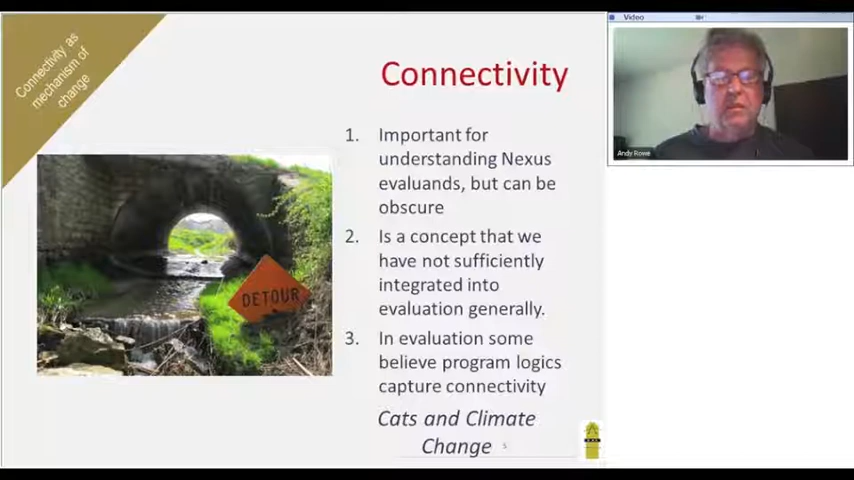 Connectivity as
mechanism of
change
Connectivity
1. Important for
understanding Nexus
evaluands, but can be
obscure
2. Is a concept that we
have not sufficiently
integrated into
evaluation generally.
3. In evaluation some
believe program logics
capture connectivity
Cats and Climate
Change
5
DETOUR
Video
Andy Rowe